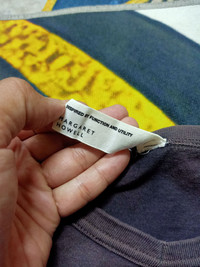 INSPIRED BY FUNCTION AND UTILITY
MARGARET
HOWELL